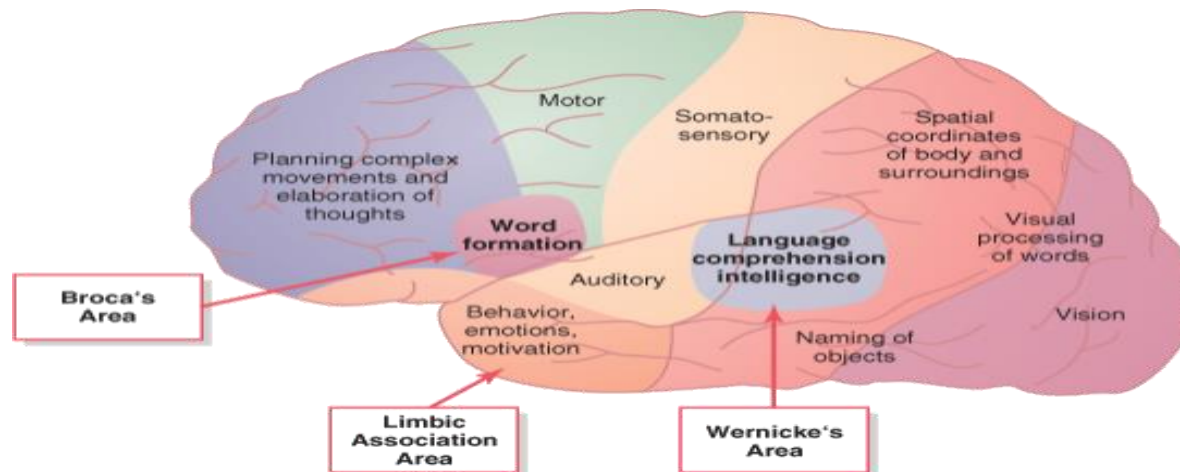 Motor
Somato-
sensory
Spatial
coordinates
of body and
surroundings
Planning complex
movements and
elaboration of
thoughts
Word
formation
Language
comprehension
intelligence
Visual
processing
of words
Auditory
Broca's
Area
Behavior,
emotions,
motivation
Naming of
objects
Vision
Limbic
Association
Area
Wernicke's
Area